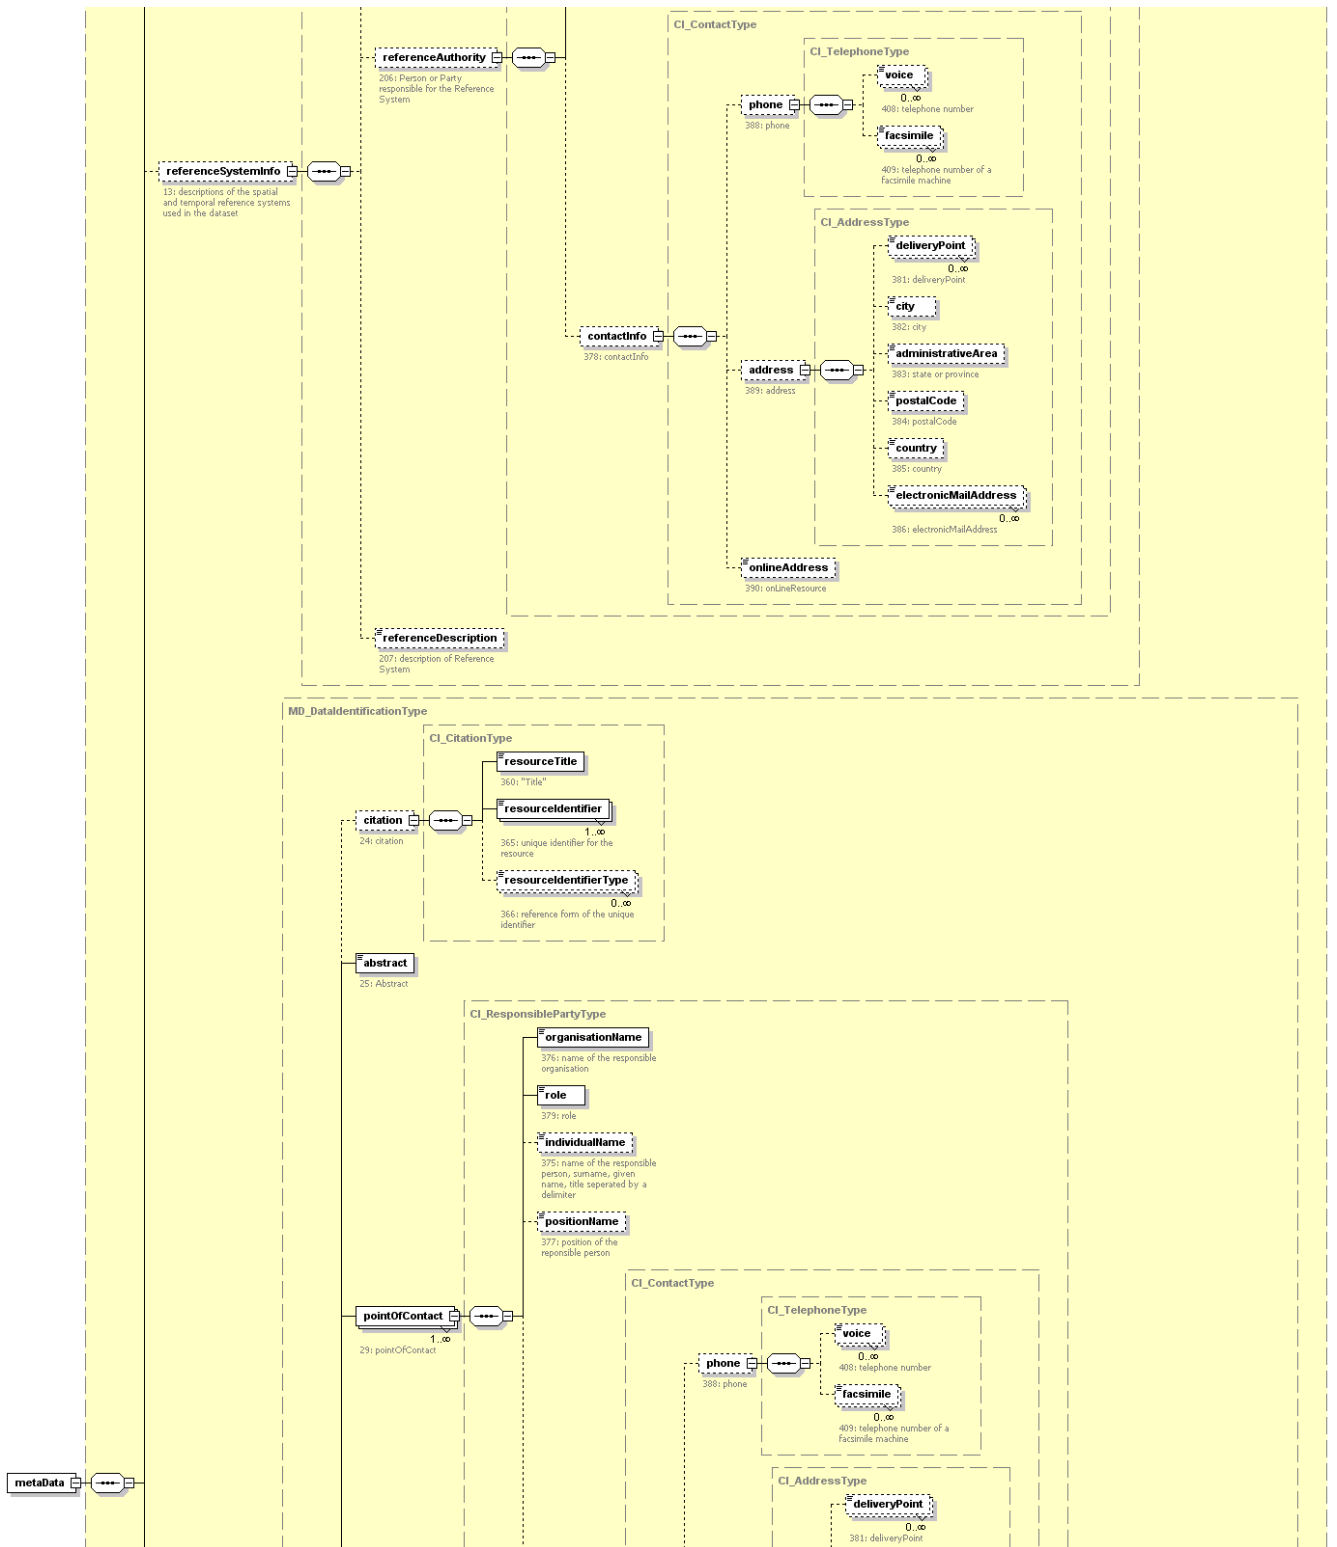 CI_ContactType
CI_TelephoneType
referenceAuthority
206: Person or Party
responsible for the Reference
System
voice
0..∞
408: telephone number
phone
388: phone
facsimile
0..∞
409: telephone number of a
facsimile machine
referenceSystemInfo
13: descriptions of the spatial
and temporal reference systems
used in the dataset
CI_AddressType
deliveryPoint
0..∞
381: deliveryPoint
city
382: city
contactInfo
378: contactInfo
administrativeArea
383: state or province
address
389: address
postalCode
384: postalCode
country
385: country
electronicMailAddress
0..∞
386: electronicMailAddress
onlineAddress
390: onLineResource
referenceDescription
207: description of Reference
System
MD_DataIdentificationType
CI_CitationType
resourceTitle
360: "Title"
resourceIdentifier
1..∞
365: unique identifier for the
resource
citation
24: citation
resourceIdentifierType
0..∞
366: reference form of the unique
identifier
abstract
25: Abstract
CI_ResponsiblePartyType
organisationName
376: name of the responsible
organisation
role
379: role
individualName
375: name of the responsible
person, surname, given
name, title seperated by a
delimiter
positionName
377: position of the
reponsible person
CI_ContactType
CI_TelephoneType
pointOfContact
1..∞
29: pointOfContact
voice
0..∞
408: telephone number
phone
388: phone
facsimile
0..∞
409: telephone number of a
facsimile machine
metaData
CI_AddressType
deliveryPoint
0..∞
381: deliveryPoint